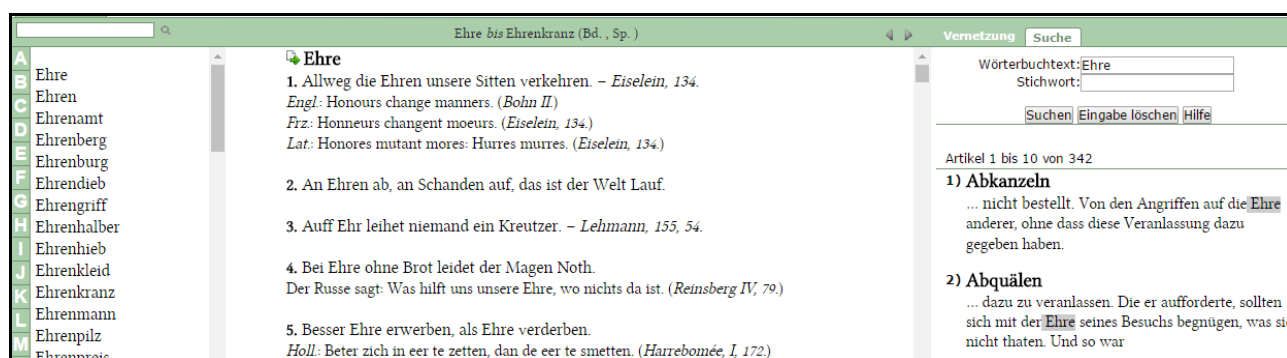 Ehre bis Ehrenkranz (Bd. , Sp. )
A
B
C
D
E
F
G
H
I
J
K
L
M
Ehre
Ehren
Ehrenamt
Ehrenberg
Ehrenburg
Ehrendieb
Ehrengriff
Ehrenhalber
Ehrenhieb
Ehrenkleid
Ehrenkranz
Ehrenmann
Ehrenpilz
Ehrenpreis
Ehre
1. Allweg die Ehren unsere Sitten verkehren. – Eiselein, 134.
Engl.: Honours change manners. (Bohn II.)
Frz.: Honneurs changent moeurs. (Eiselein, 134.)
Lat.: Honores mutant mores: Hurres murres. (Eiselein, 134.)
2. An Ehren ab, an Schanden auf, das ist der Welt Lauf.
3. Auff Ehr leihet niemand ein Kreutzer. – Lehmann, 155, 54.
4. Bei Ehre ohne Brot leidet der Magen Noth.
Der Russe sagt: Was hilft uns unsere Ehre, wo nichts da ist. (Reinsberg IV, 79.)
5. Besser Ehre erwerben, als Ehre verderben.
Holl.: Beter zich in eer te zetten, dan de eer te smetten. (Harrebomée, I, 172.)
Vernetzung Suche
Wörterbuchtext: Ehre
Stichwort:
Suchen Eingabe löschen Hilfe
Artikel 1 bis 10 von 342
1) Abkanzeln
... nicht bestellt. Von den Angriffen auf die Ehre
anderer, ohne dass diese Veranlassung dazu
gegeben haben.
2) Abquälen
... dazu zu veranlassen. Die er aufforderte, sollten
sich mit der Ehre seines Besuchs begnügen, was
nicht thaten. Und so war